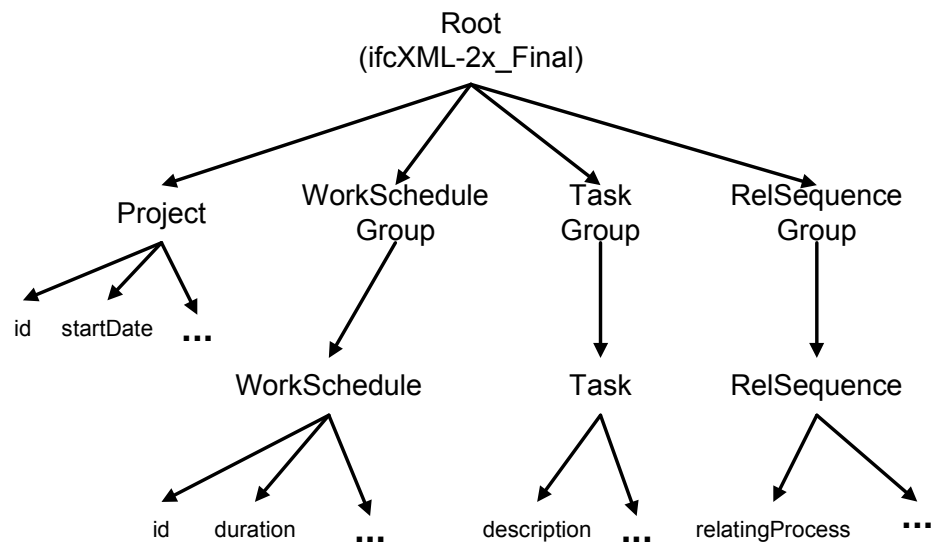 Root
(ifcXML-2x_Final)
Project
WorkSchedule
Group
Task
Group
RelSequence
Group
id startDate ...
WorkSchedule Task RelSequence
id duration ... description ... relatingProcess ...